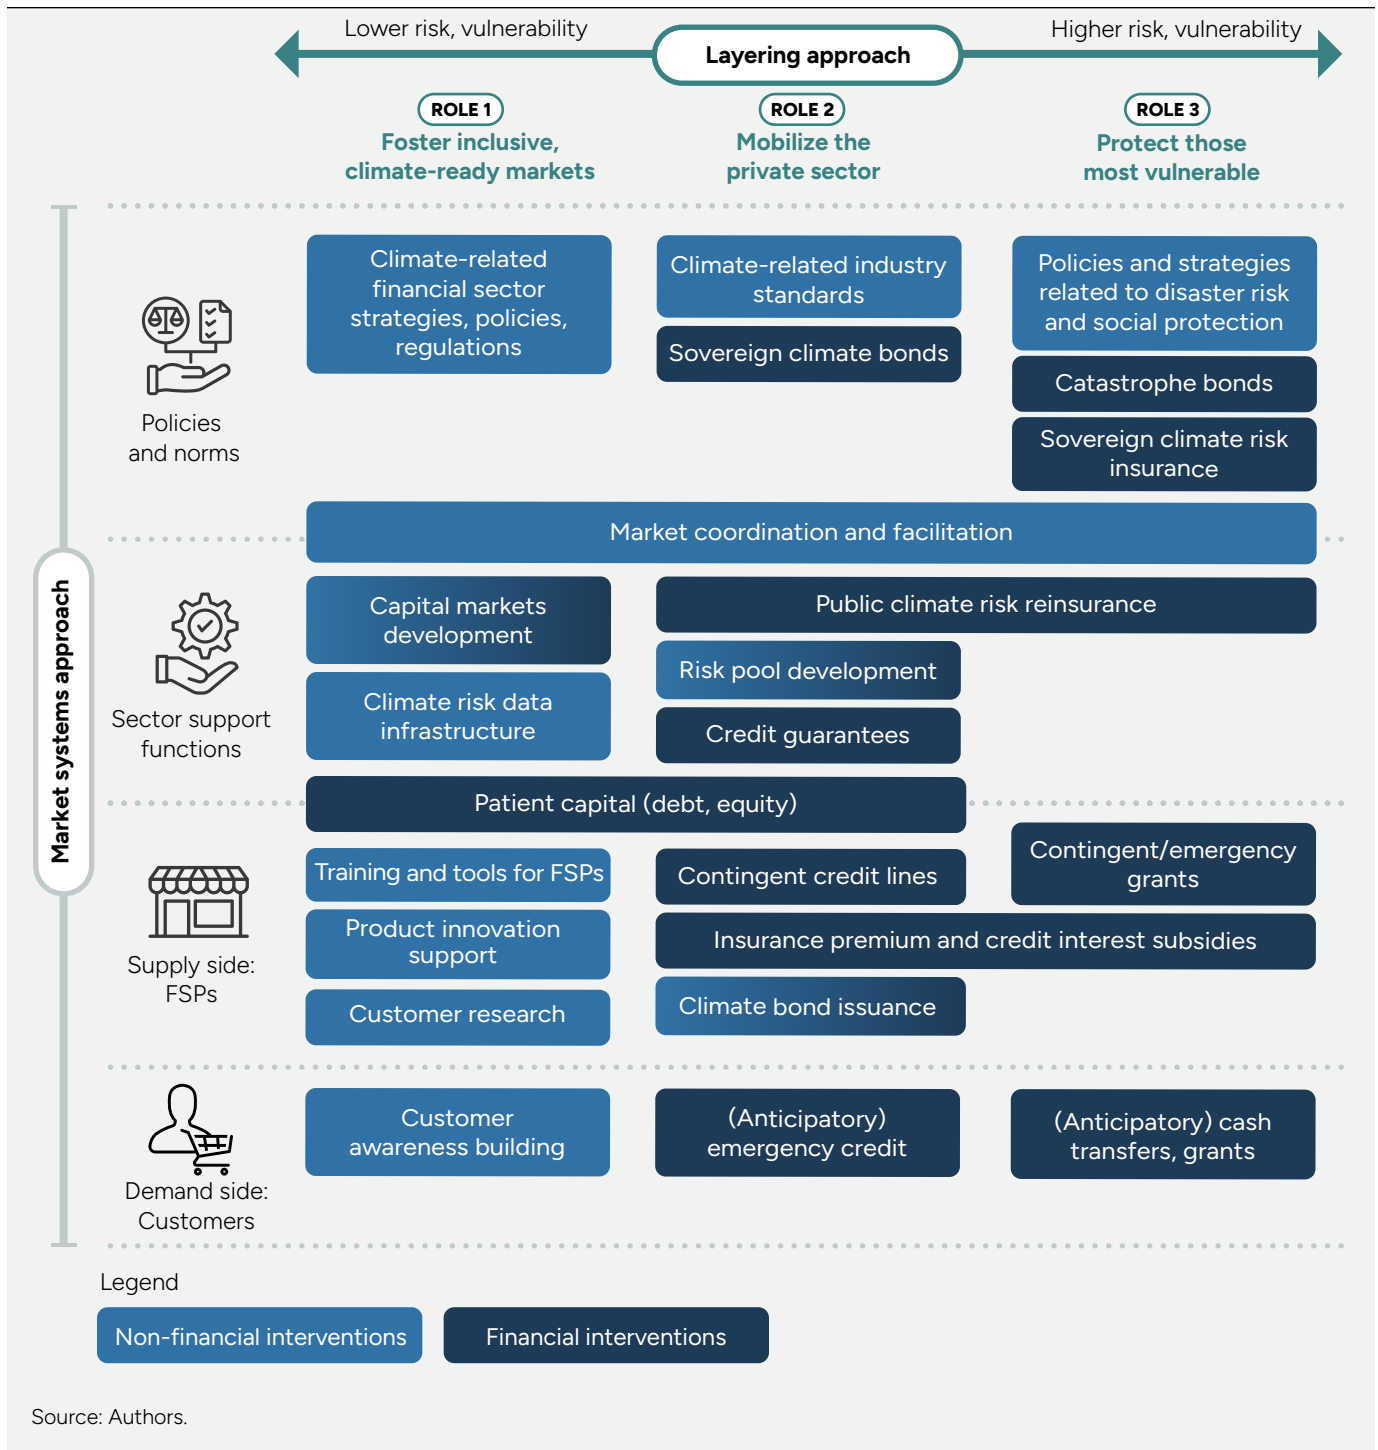 Lower risk, vulnerability
Layering approach
Higher risk, vulnerability
ROLE 1
Foster inclusive,
climate-ready markets
ROLE 2
Mobilize the
private sector
ROLE 3
Protect those
most vulnerable
Market systems approach
Policies
and norms
Climate-related
financial sector
strategies, policies,
regulations
Climate-related industry
standards
Sovereign climate bonds
Policies and strategies
related to disaster risk
and social protection
Catastrophe bonds
Sovereign climate risk
insurance
Market coordination and facilitation
Sector support
functions
Capital markets
development
Climate risk data
infrastructure
Public climate risk reinsurance
Risk pool development
Credit guarantees
Patient capital (debt, equity)
Supply side:
FSPs
Training and tools for FSPs
Product innovation
support
Customer research
Contingent credit lines
Contingent/emergency
grants
Insurance premium and credit interest subsidies
Climate bond issuance
Demand side:
Customers
Customer
awareness building
(Anticipatory)
emergency credit
(Anticipatory) cash
transfers, grants
Legend
Non-financial interventions
Financial interventions
Source: Authors.